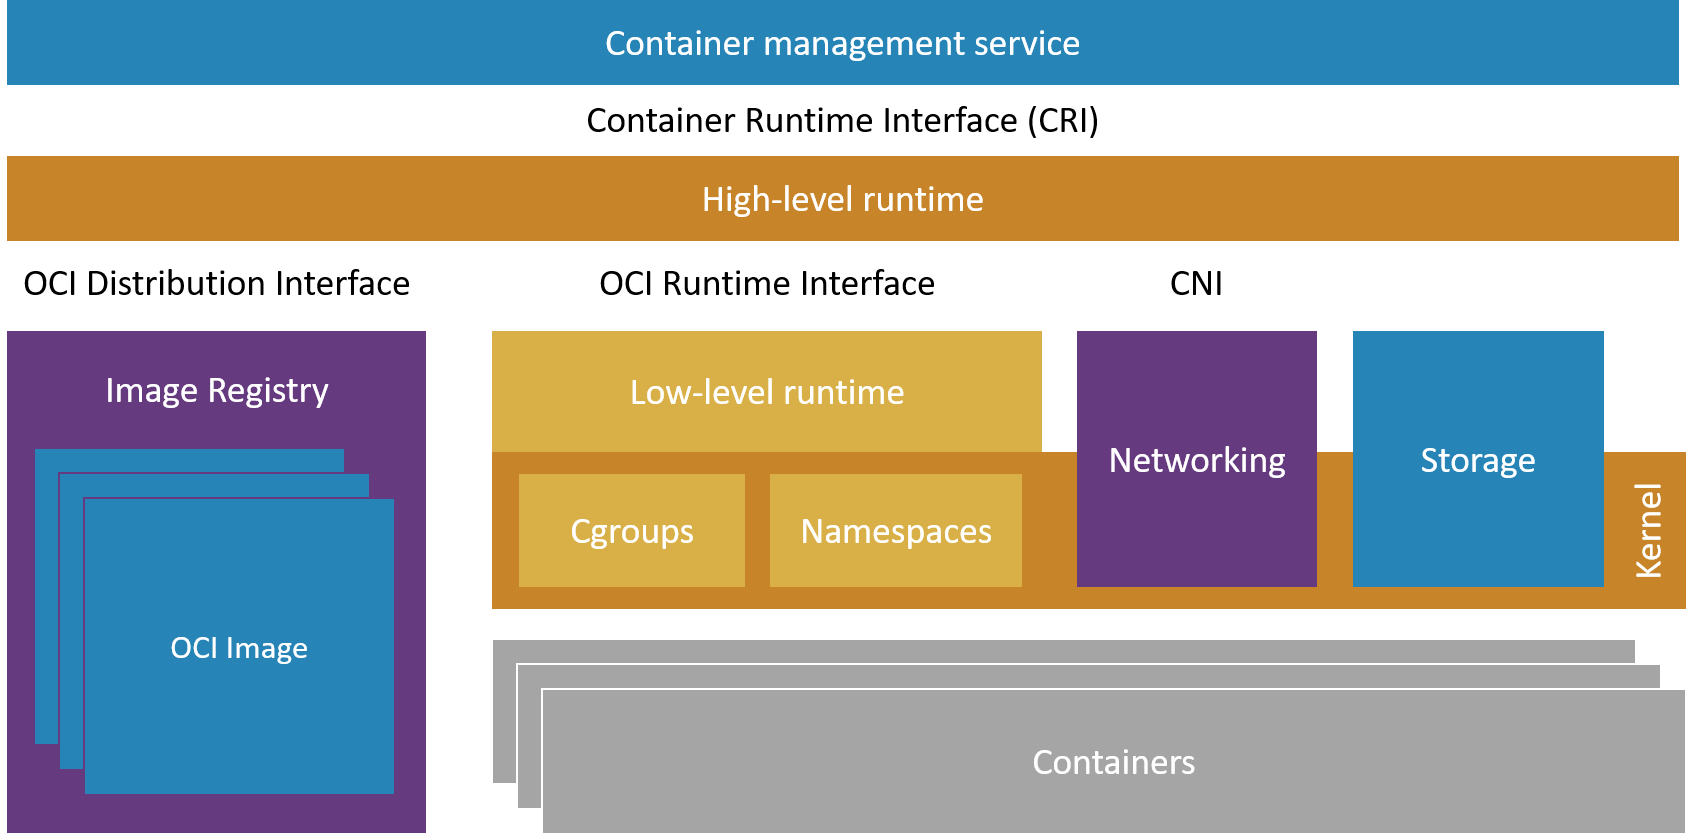 Container management service
Container Runtime Interface (CRI)
High-level runtime
OCI Distribution Interface
OCI Runtime Interface
CNI
Image Registry
Low-level runtime
Networking
Storage
Cgroups
Namespaces
Kernel
OCI Image
Containers